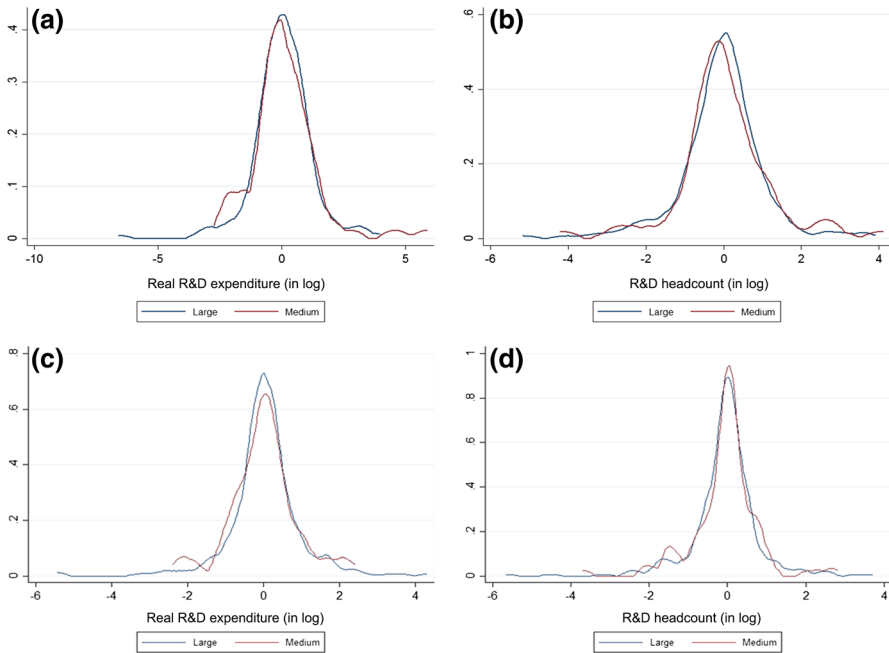 (a)
.4
.3
.2
.1
0
-10 -5 0 5
Real R&D expenditure (in log)
Large Medium
(b)
.6
.4
.2
0
-6 -4 -2 0 2 4
R&D headcount (in log)
Large Medium
(c)
.8
.6
.4
.2
0
-6 -4 -2 0 2 4
Real R&D expenditure (in log)
Large Medium
(d)
1
.8
.6
.4
.2
0
-6 -4 -2 0 2 4
R&D headcount (in log)
Large Medium